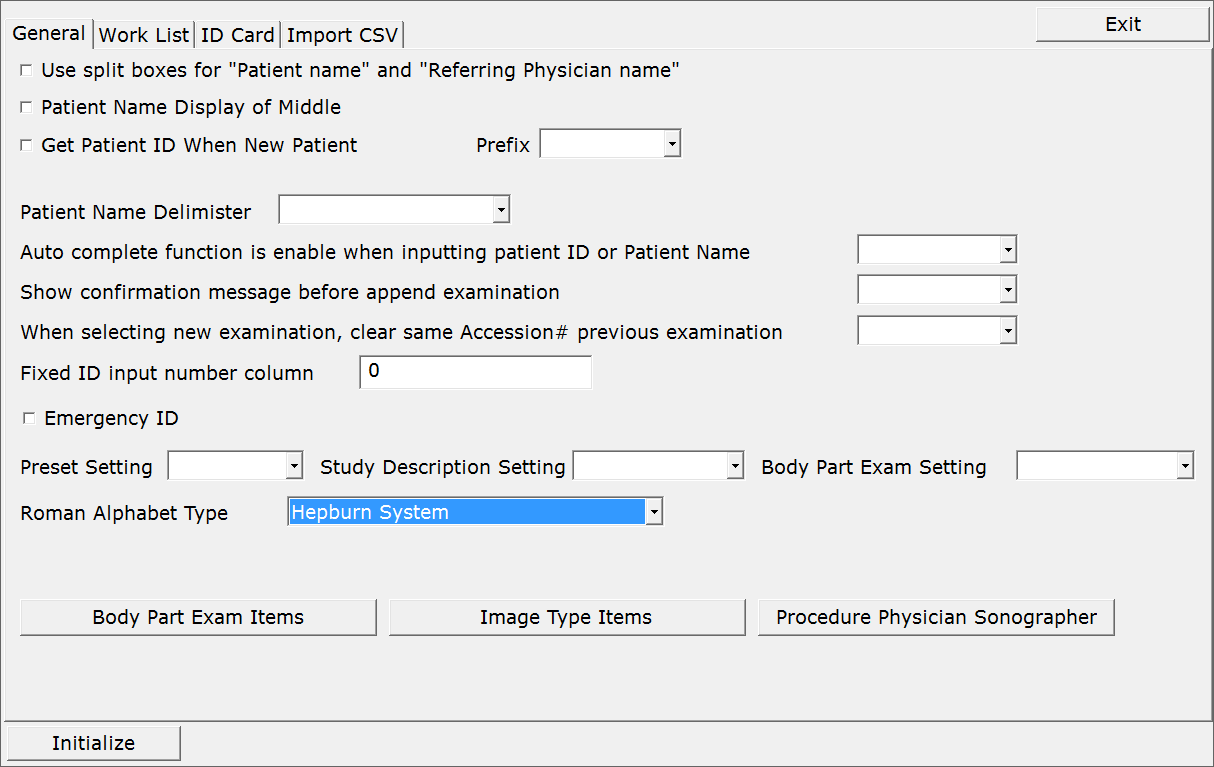 General Work List ID Card Import CSV Exit
Use split boxes for "Patient name" and "Referring Physician name"
Patient Name Display of Middle
Get Patient ID When New Patient Prefix
Patient Name Delimister
Auto complete function is enable when inputting patient ID or Patient Name
Show confirmation message before append examination
When selecting new examination, clear same Accession# previous examination
Fixed ID input number column 0
Emergency ID
Preset Setting Study Description Setting Body Part Exam Setting
Roman Alphabet Type Hepburn System
Body Part Exam Items Image Type Items Procedure Physician Sonographer
Initialize